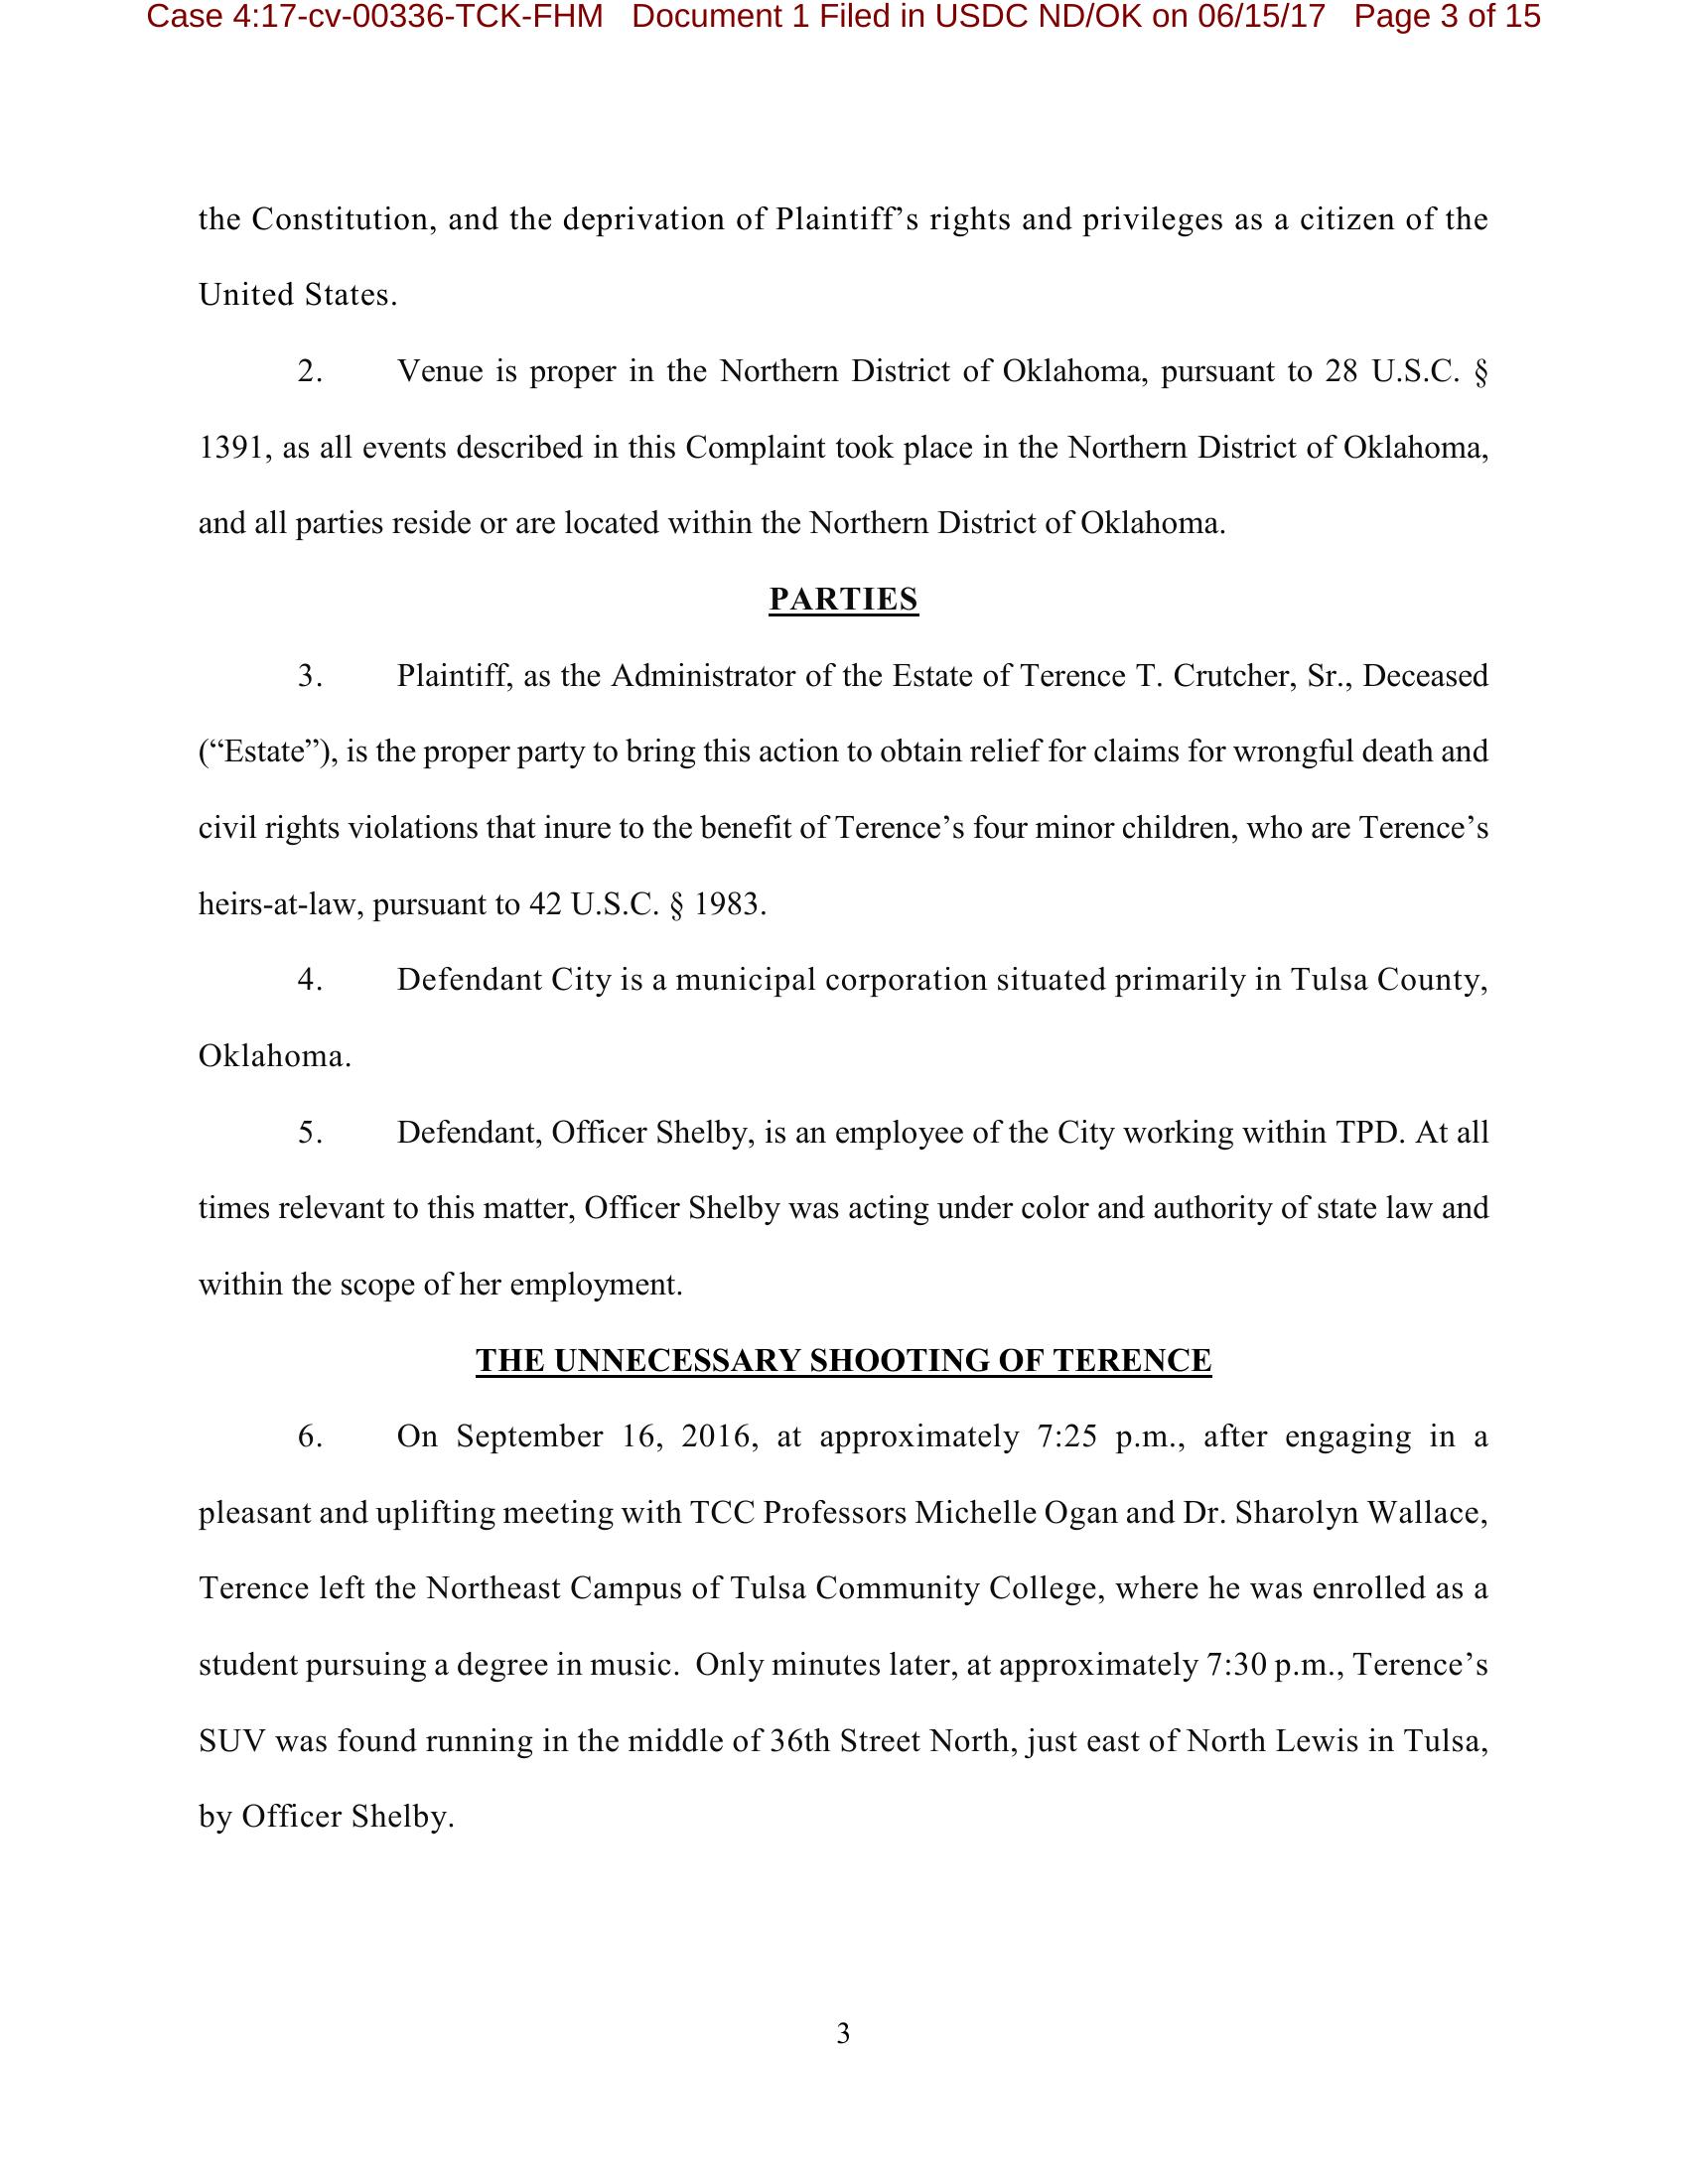 Case 4:17-cv-00336-TCK-FHM   Document 1 Filed in USDC ND/OK on 06/15/17   Page 3 of 15
the Constitution, and the deprivation of Plaintiff’s rights and privileges as a citizen of the
United States.
2. Venue is proper in the Northern District of Oklahoma, pursuant to 28 U.S.C. §
1391, as all events described in this Complaint took place in the Northern District of Oklahoma,
and all parties reside or are located within the Northern District of Oklahoma.
PARTIES
3. Plaintiff, as the Administrator of the Estate of Terence T. Crutcher, Sr., Deceased
(“Estate”), is the proper party to bring this action to obtain relief for claims for wrongful death and
civil rights violations that inure to the benefit of Terence’s four minor children, who are Terence’s
heirs-at-law, pursuant to 42 U.S.C. § 1983.
4. Defendant City is a municipal corporation situated primarily in Tulsa County,
Oklahoma.
5. Defendant, Officer Shelby, is an employee of the City working within TPD. At all
times relevant to this matter, Officer Shelby was acting under color and authority of state law and
within the scope of her employment.
THE UNNECESSARY SHOOTING OF TERENCE
6. On September 16, 2016, at approximately 7:25 p.m., after engaging in a
pleasant and uplifting meeting with TCC Professors Michelle Ogan and Dr. Sharolyn Wallace,
Terence left the Northeast Campus of Tulsa Community College, where he was enrolled as a
student pursuing a degree in music.  Only minutes later, at approximately 7:30 p.m., Terence’s
SUV was found running in the middle of 36th Street North, just east of North Lewis in Tulsa,
by Officer Shelby.
3